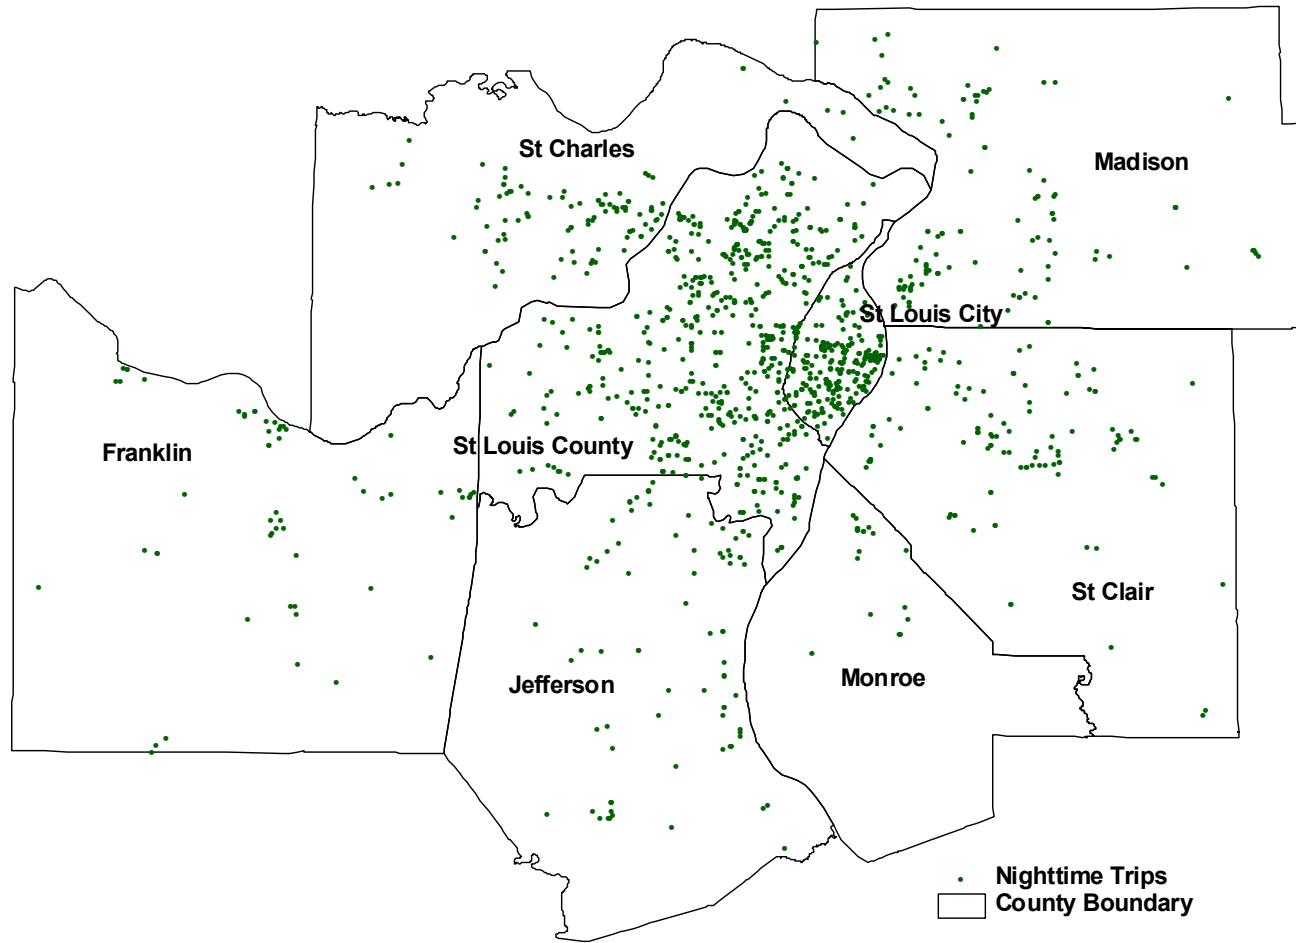 St Charles
Madison
St Louis City
Franklin
St Louis County
St Clair
Jefferson
Monroe
Nighttime Trips
County Boundary